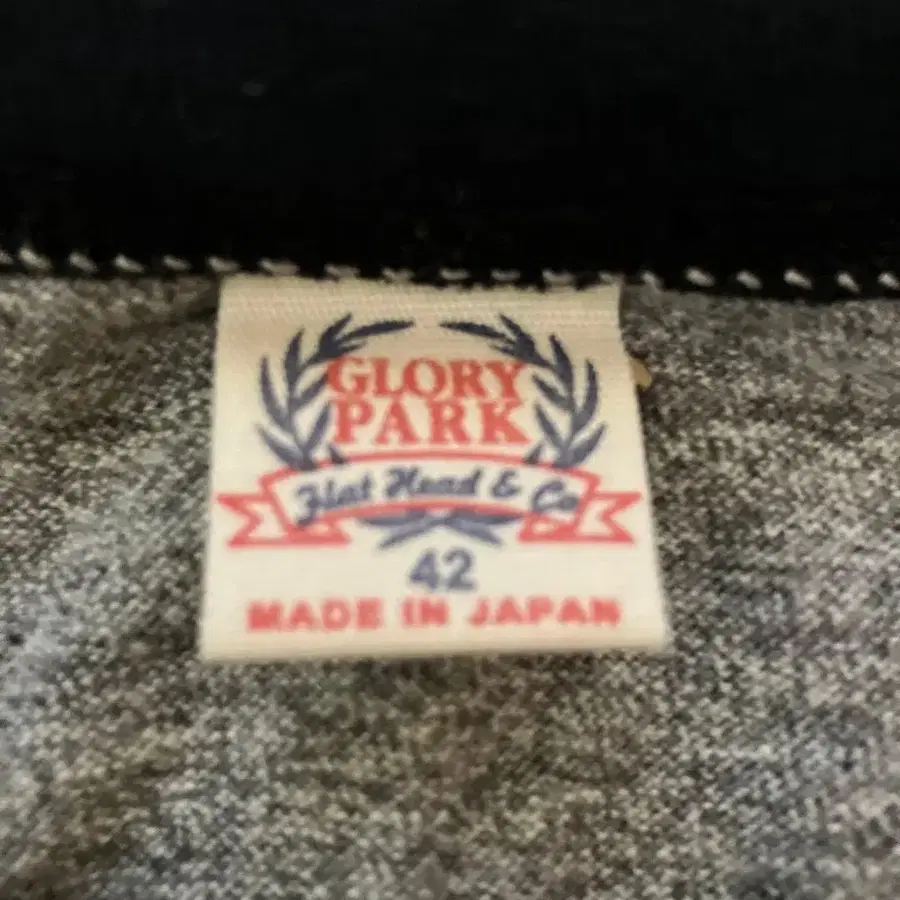 GLORY
PARK
Flat Head & Co
42
MADE IN JAPAN